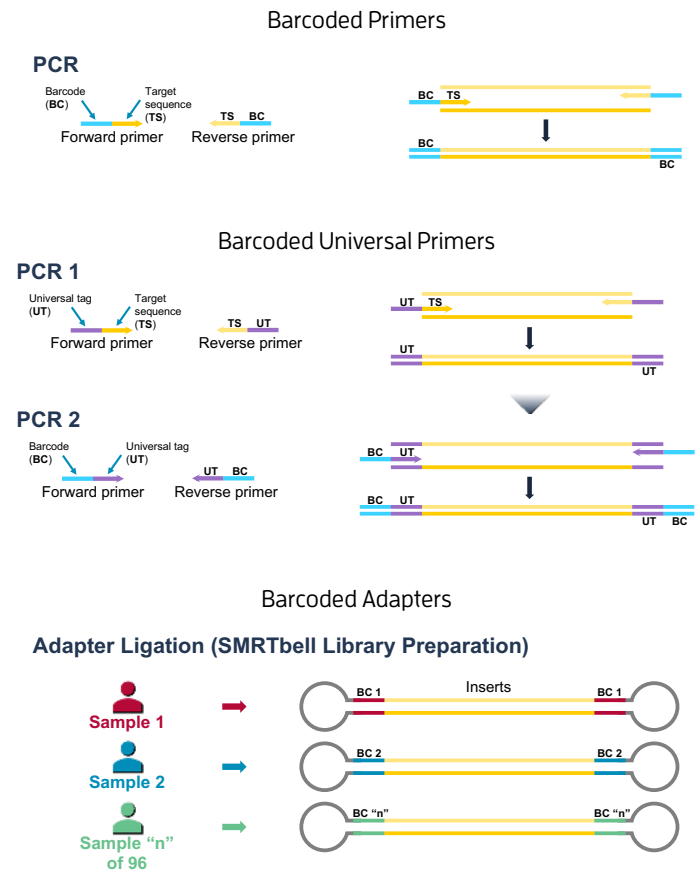 Barcoded Primers
PCR
Barcode
(BC)
Target
sequence
(TS)
Forward primer
TS BC
Reverse primer
BC TS
BC
BC
Barcoded Universal Primers
PCR 1
Universal tag
(UT)
Target
sequence
(TS)
Forward primer
TS UT
Reverse primer
UT TS
UT
UT
PCR 2
Barcode
(BC)
Universal tag
(UT)
Forward primer
UT BC
Reverse primer
BC UT
BC UT
UT BC
Barcoded Adapters
Adapter Ligation (SMRTbell Library Preparation)
Sample 1
BC 1 Inserts BC 1
Sample 2
BC 2 BC 2
Sample “n”
of 96
BC “n” BC “n”